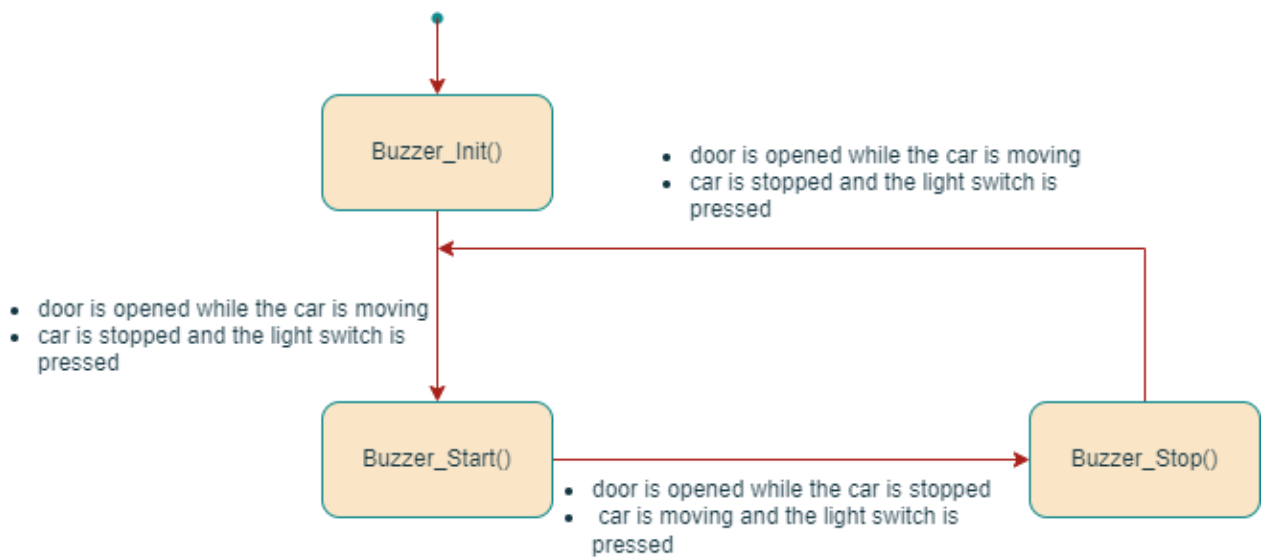 Buzzer_Init()
• door is opened while the car is moving
• car is stopped and the light switch is
pressed
• door is opened while the car is moving
• car is stopped and the light switch is
pressed
Buzzer_Start()
Buzzer_Stop()
• door is opened while the car is stopped
• car is moving and the light switch is
pressed